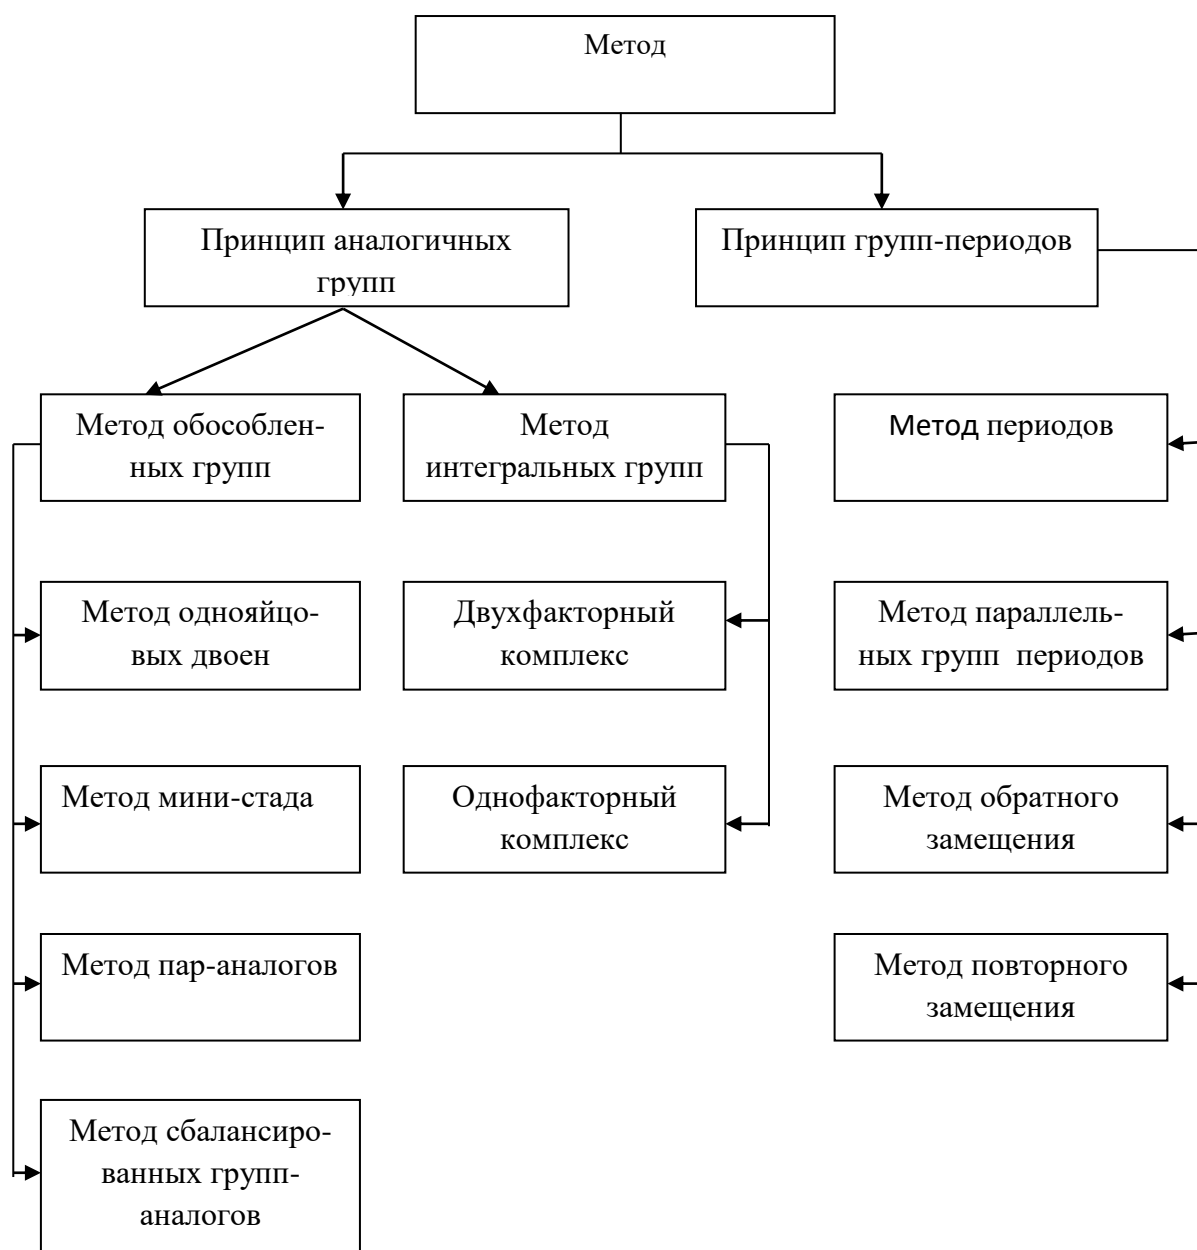 Метод
Принцип аналогичных
групп
Принцип групп-периодов
Метод обособлен-
ных групп
Метод
интегральных групп
Метод периодов
Метод однояйцо-
вых двоен
Двухфакторный
комплекс
Метод параллель-
ных групп периодов
Метод мини-стада
Однофакторный
комплекс
Метод обратного
замещения
Метод пар-аналогов
Метод повторного
замещения
Метод сбалансиро-
ванных групп-
аналогов